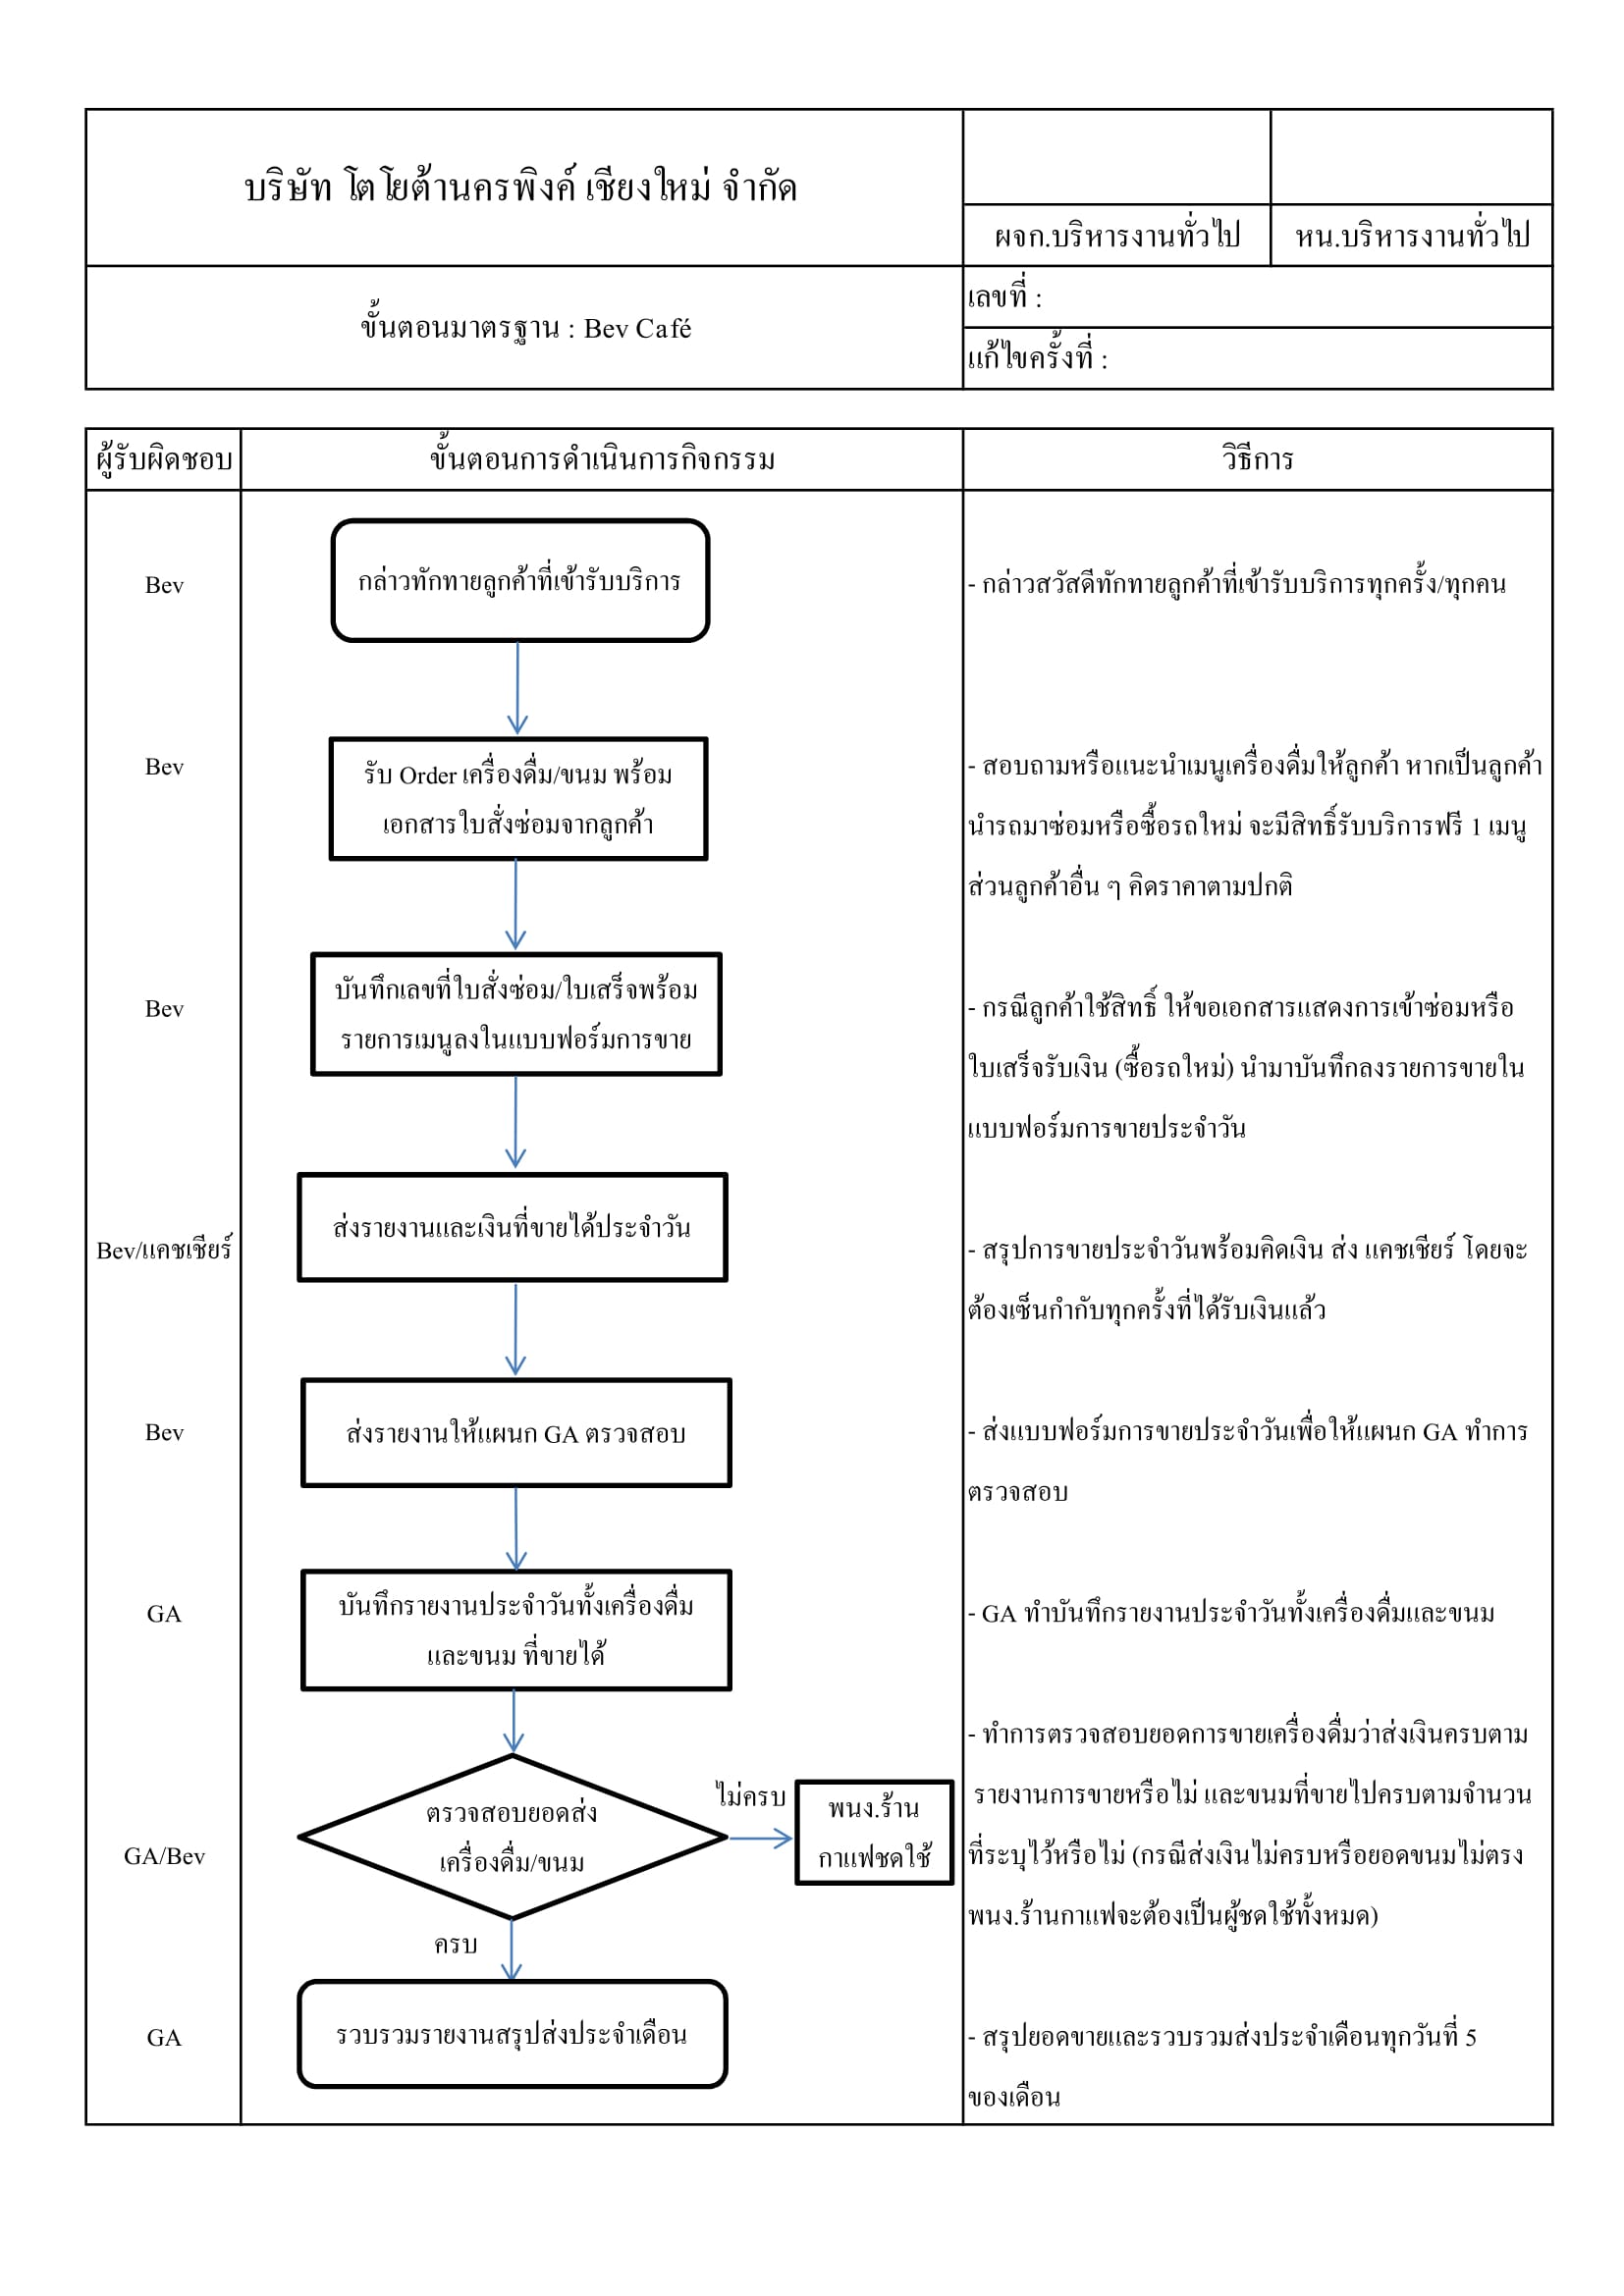 บริษัท โตโยต้านครพิงค์ เชียงใหม่ จำกัด
ผจก.บริหารงานทั่วไป
หน.บริหารงานทั่วไป
ขั้นตอนมาตรฐาน : Bev Café
เลขที่ :
แก้ไขครั้งที่ :
ผู้รับผิดชอบ
ขั้นตอนการดำเนินการกิจกรรม
วิธีการ
Bev
กล่าวทักทายลูกค้าที่เข้ารับบริการ
- กล่าวสวัสดีทักทายลูกค้าที่เข้ารับบริการทุกครั้ง/ทุกคน
Bev
รับ Order เครื่องดื่ม/ขนม พร้อม
เอกสารใบสั่งซ่อมจากลูกค้า
- สอบถามหรือแนะนำเมนูเครื่องดื่มให้ลูกค้า หากเป็นลูกค้า
นำรถมาซ่อมหรือซื้อรถใหม่ จะมีสิทธิ์รับบริการฟรี 1 เมนู
ส่วนลูกค้าอื่น ๆ คิดราคาตามปกติ
Bev
บันทึกเลขที่ใบสั่งซ่อม/ใบเสร็จพร้อม
รายการเมนูลงในแบบฟอร์มการขาย
- กรณีลูกค้าใช้สิทธิ์ ให้ขอเอกสารแสดงการเข้าซ่อมหรือ
ใบเสร็จรับเงิน (ซื้อรถใหม่) นำมาบันทึกลงรายการขายใน
แบบฟอร์มการขายประจำวัน
Bev/แคชเชียร์
ส่งรายงานและเงินที่ขายได้ประจำวัน
- สรุปการขายประจำวันพร้อมคิดเงิน ส่ง แคชเชียร์ โดยจะ
ต้องเซ็นกำกับทุกครั้งที่ได้รับเงินแล้ว
Bev
ส่งรายงานให้แผนก GA ตรวจสอบ
- ส่งแบบฟอร์มการขายประจำวันเพื่อให้แผนก GA ทำการ
ตรวจสอบ
GA
บันทึกรายงานประจำวันทั้งเครื่องดื่ม
และขนม ที่ขายได้
- GA ทำบันทึกรายงานประจำวันทั้งเครื่องดื่มและขนม
GA/Bev
ตรวจสอบยอดส่ง
เครื่องดื่ม/ขนม
ไม่ครบ
พนง.ร้าน
กาแฟชดใช้
ครบ
- ทำการตรวจสอบยอดการขายเครื่องดื่มว่าส่งเงินครบตาม
รายงานการขายหรือไม่ และขนมที่ขายไปครบตามจำนวน
ที่ระบุไว้หรือไม่ (กรณีส่งเงินไม่ครบหรือยอดขนมไม่ตรง
พนง.ร้านกาแฟจะต้องเป็นผู้ชดใช้ทั้งหมด)
GA
รวบรวมรายงานสรุปส่งประจำเดือน
- สรุปยอดขายและรวบรวมส่งประจำเดือนทุกวันที่ 5
ของเดือน